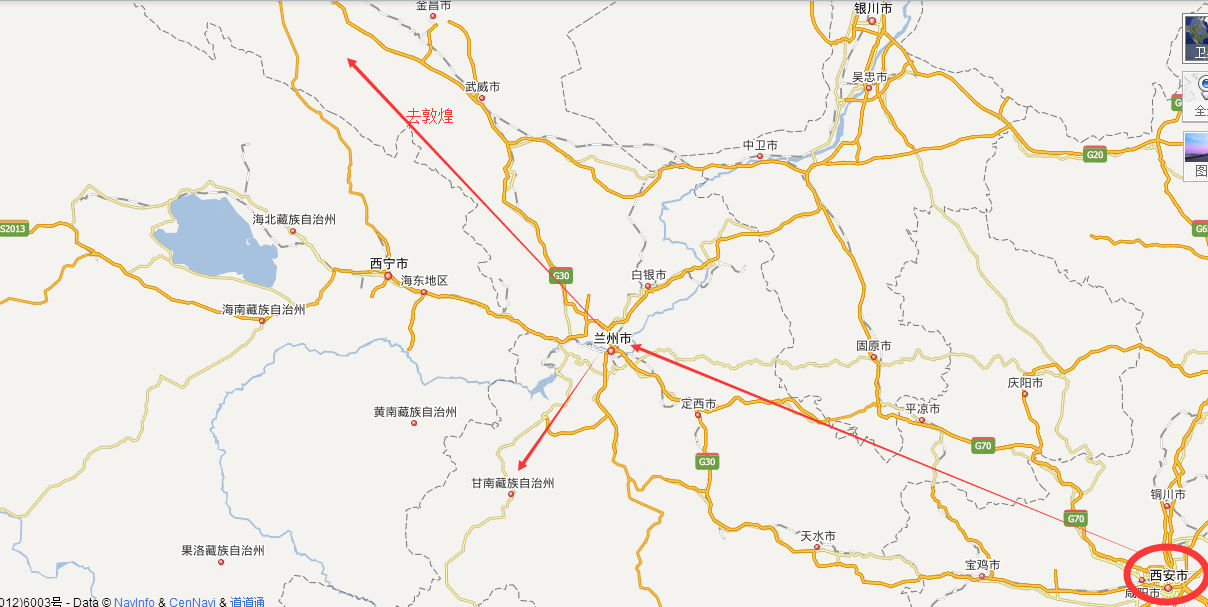 金昌市
银川市
武威市
吴忠市
去敦煌
G20
中卫市
海北藏族自治州
S2013
西宁市
海东地区
G30
白银市
海南藏族自治州
兰州市
固原市
庆阳市
定西市
平凉市
黄南藏族自治州
G70
G30
甘南藏族自治州
铜川市
G70
天水市
果洛藏族自治州
宝鸡市
西安市
咸阳市
012)6003号 - Data © NavInfo & CenNavi & 道道通